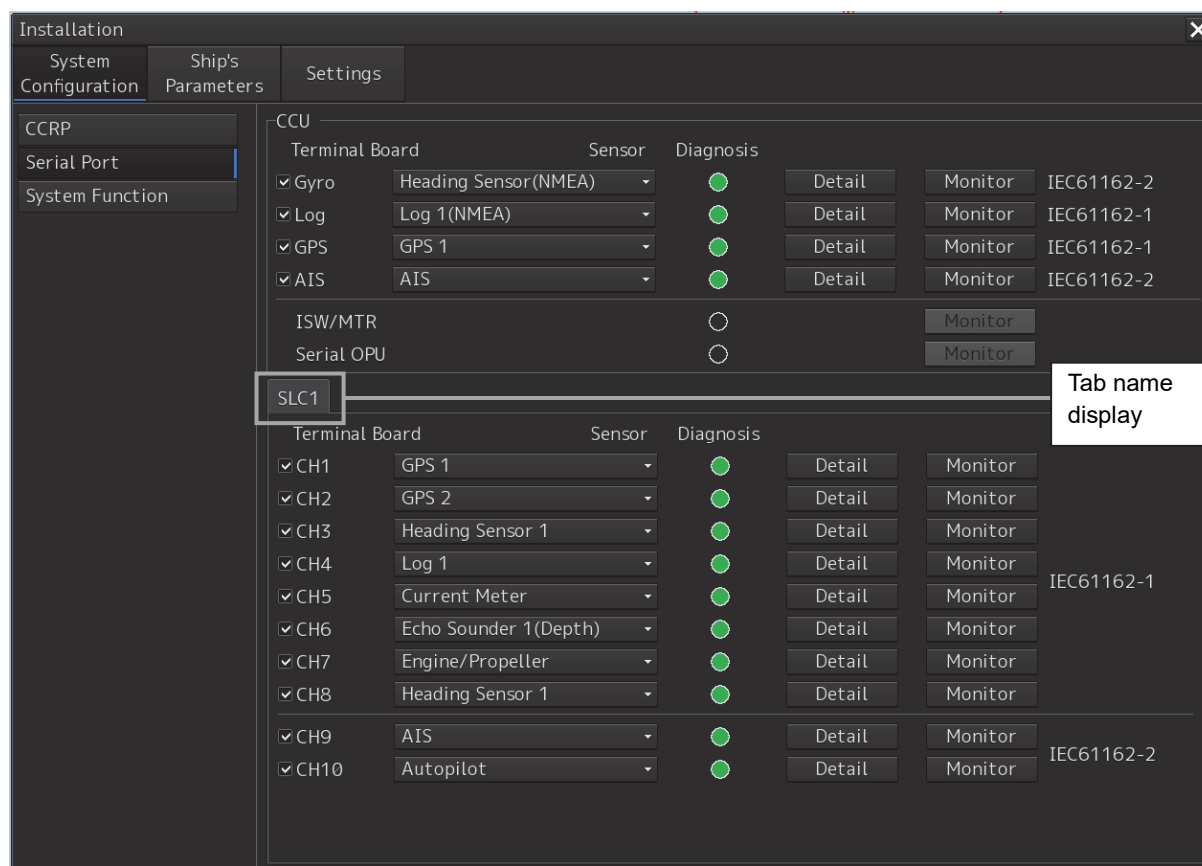 Installation
System Configuration
Ship's Parameters
Settings
CCRP
Serial Port
System Function
CCU
Terminal Board Sensor Diagnosis
Gyro Heading Sensor(NMEA) Detail Monitor IEC61162-2
Log Log 1(NMEA) Detail Monitor IEC61162-1
GPS GPS 1 Detail Monitor IEC61162-1
AIS AIS Detail Monitor IEC61162-2
ISW/MTR Monitor
Serial OPU Monitor
SLC1
Tab name
display
Terminal Board Sensor Diagnosis
CH1 GPS 1 Detail Monitor
CH2 GPS 2 Detail Monitor
CH3 Heading Sensor 1 Detail Monitor
CH4 Log 1 Detail Monitor
IEC61162-1
CH5 Current Meter Detail Monitor
CH6 Echo Sounder 1(Depth) Detail Monitor
CH7 Engine/Propeller Detail Monitor
CH8 Heading Sensor 1 Detail Monitor
CH9 AIS Detail Monitor
IEC61162-2
CH10 Autopilot Detail Monitor